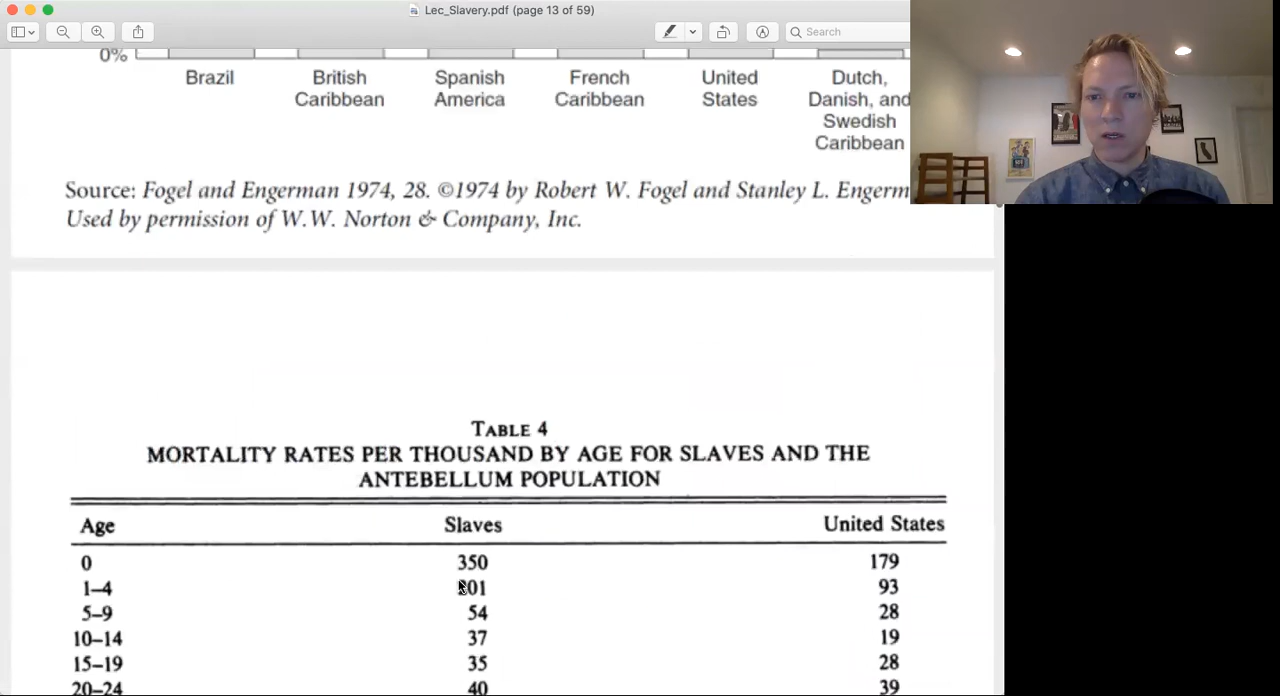 Lec_Slavery.pdf (page 13 of 59)
Search
0%
Brazil British Spanish French United Dutch,
Caribbean America Caribbean States Danish, and
Swedish
Caribbean
Source: Fogel and Engerman 1974, 28. ©1974 by Robert W. Fogel and Stanley L. Engerm
Used by permission of W.W. Norton & Company, Inc.
TABLE 4
MORTALITY RATES PER THOUSAND BY AGE FOR SLAVES AND THE
ANTEBELLUM POPULATION
Age Slaves United States
0 350 179
1–4 201 93
5–9 54 28
10–14 37 19
15–19 35 28
20–24 40 39